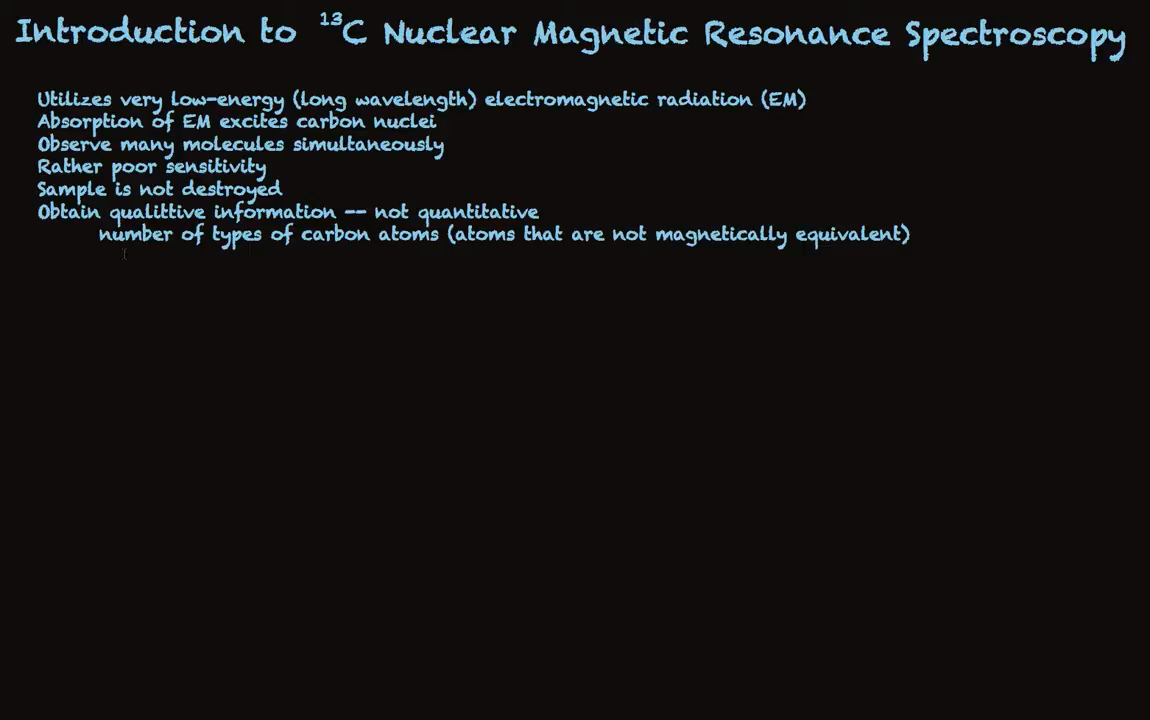 Introduction to ¹³C Nuclear Magnetic Resonance Spectroscopy
Utilizes very low-energy (long wavelength) electromagnetic radiation (EM)
Absorption of EM excites carbon nuclei
Observe many molecules simultaneously
Rather poor sensitivity
Sample is not destroyed
Obtain qualittive information -- not quantitative
number of types of carbon atoms (atoms that are not magnetically equivalent)